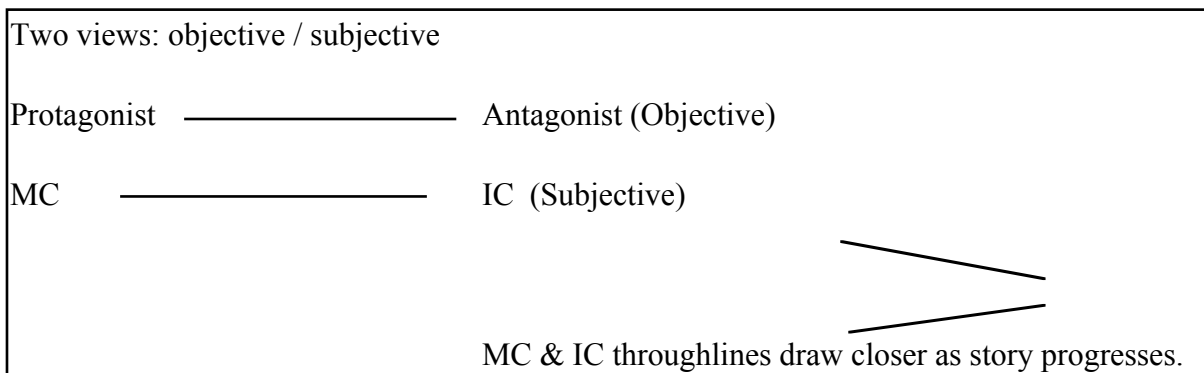 Two views: objective / subjective
Protagonist Antagonist (Objective)
MC IC (Subjective)
MC & IC throughlines draw closer as story progresses.